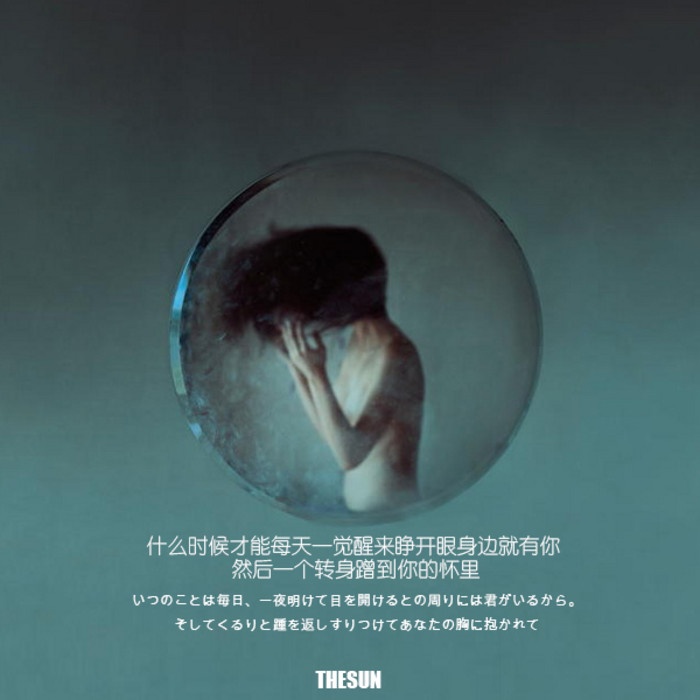 什么时候才能每天一觉醒来睁开眼身边就有你
然后一个转身蹭到你的怀里
いつのことは毎日、一夜明けて目を開けるとの周りには君がいるから。
そしてくるりと踵を返しすりつけてあなたの胸に抱かれて
THESUN